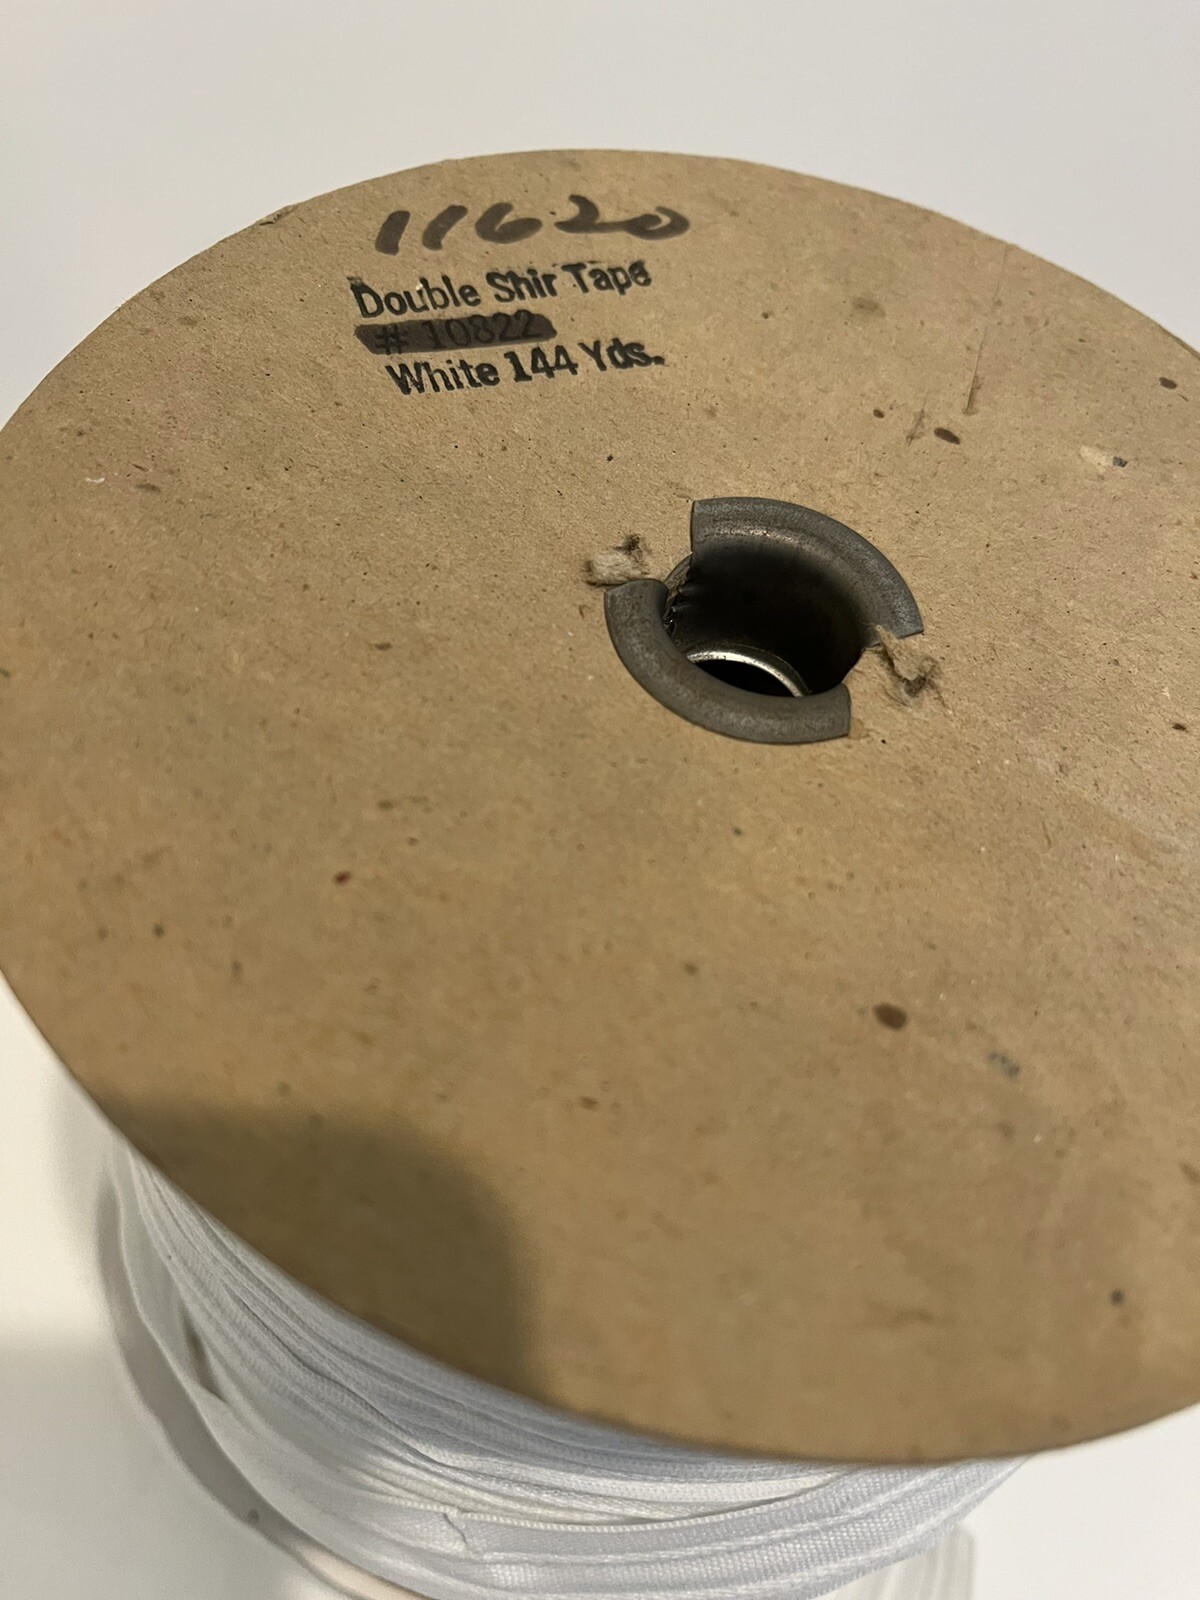 11620
Double Shir Tape
# 10822
White 144 Yds.